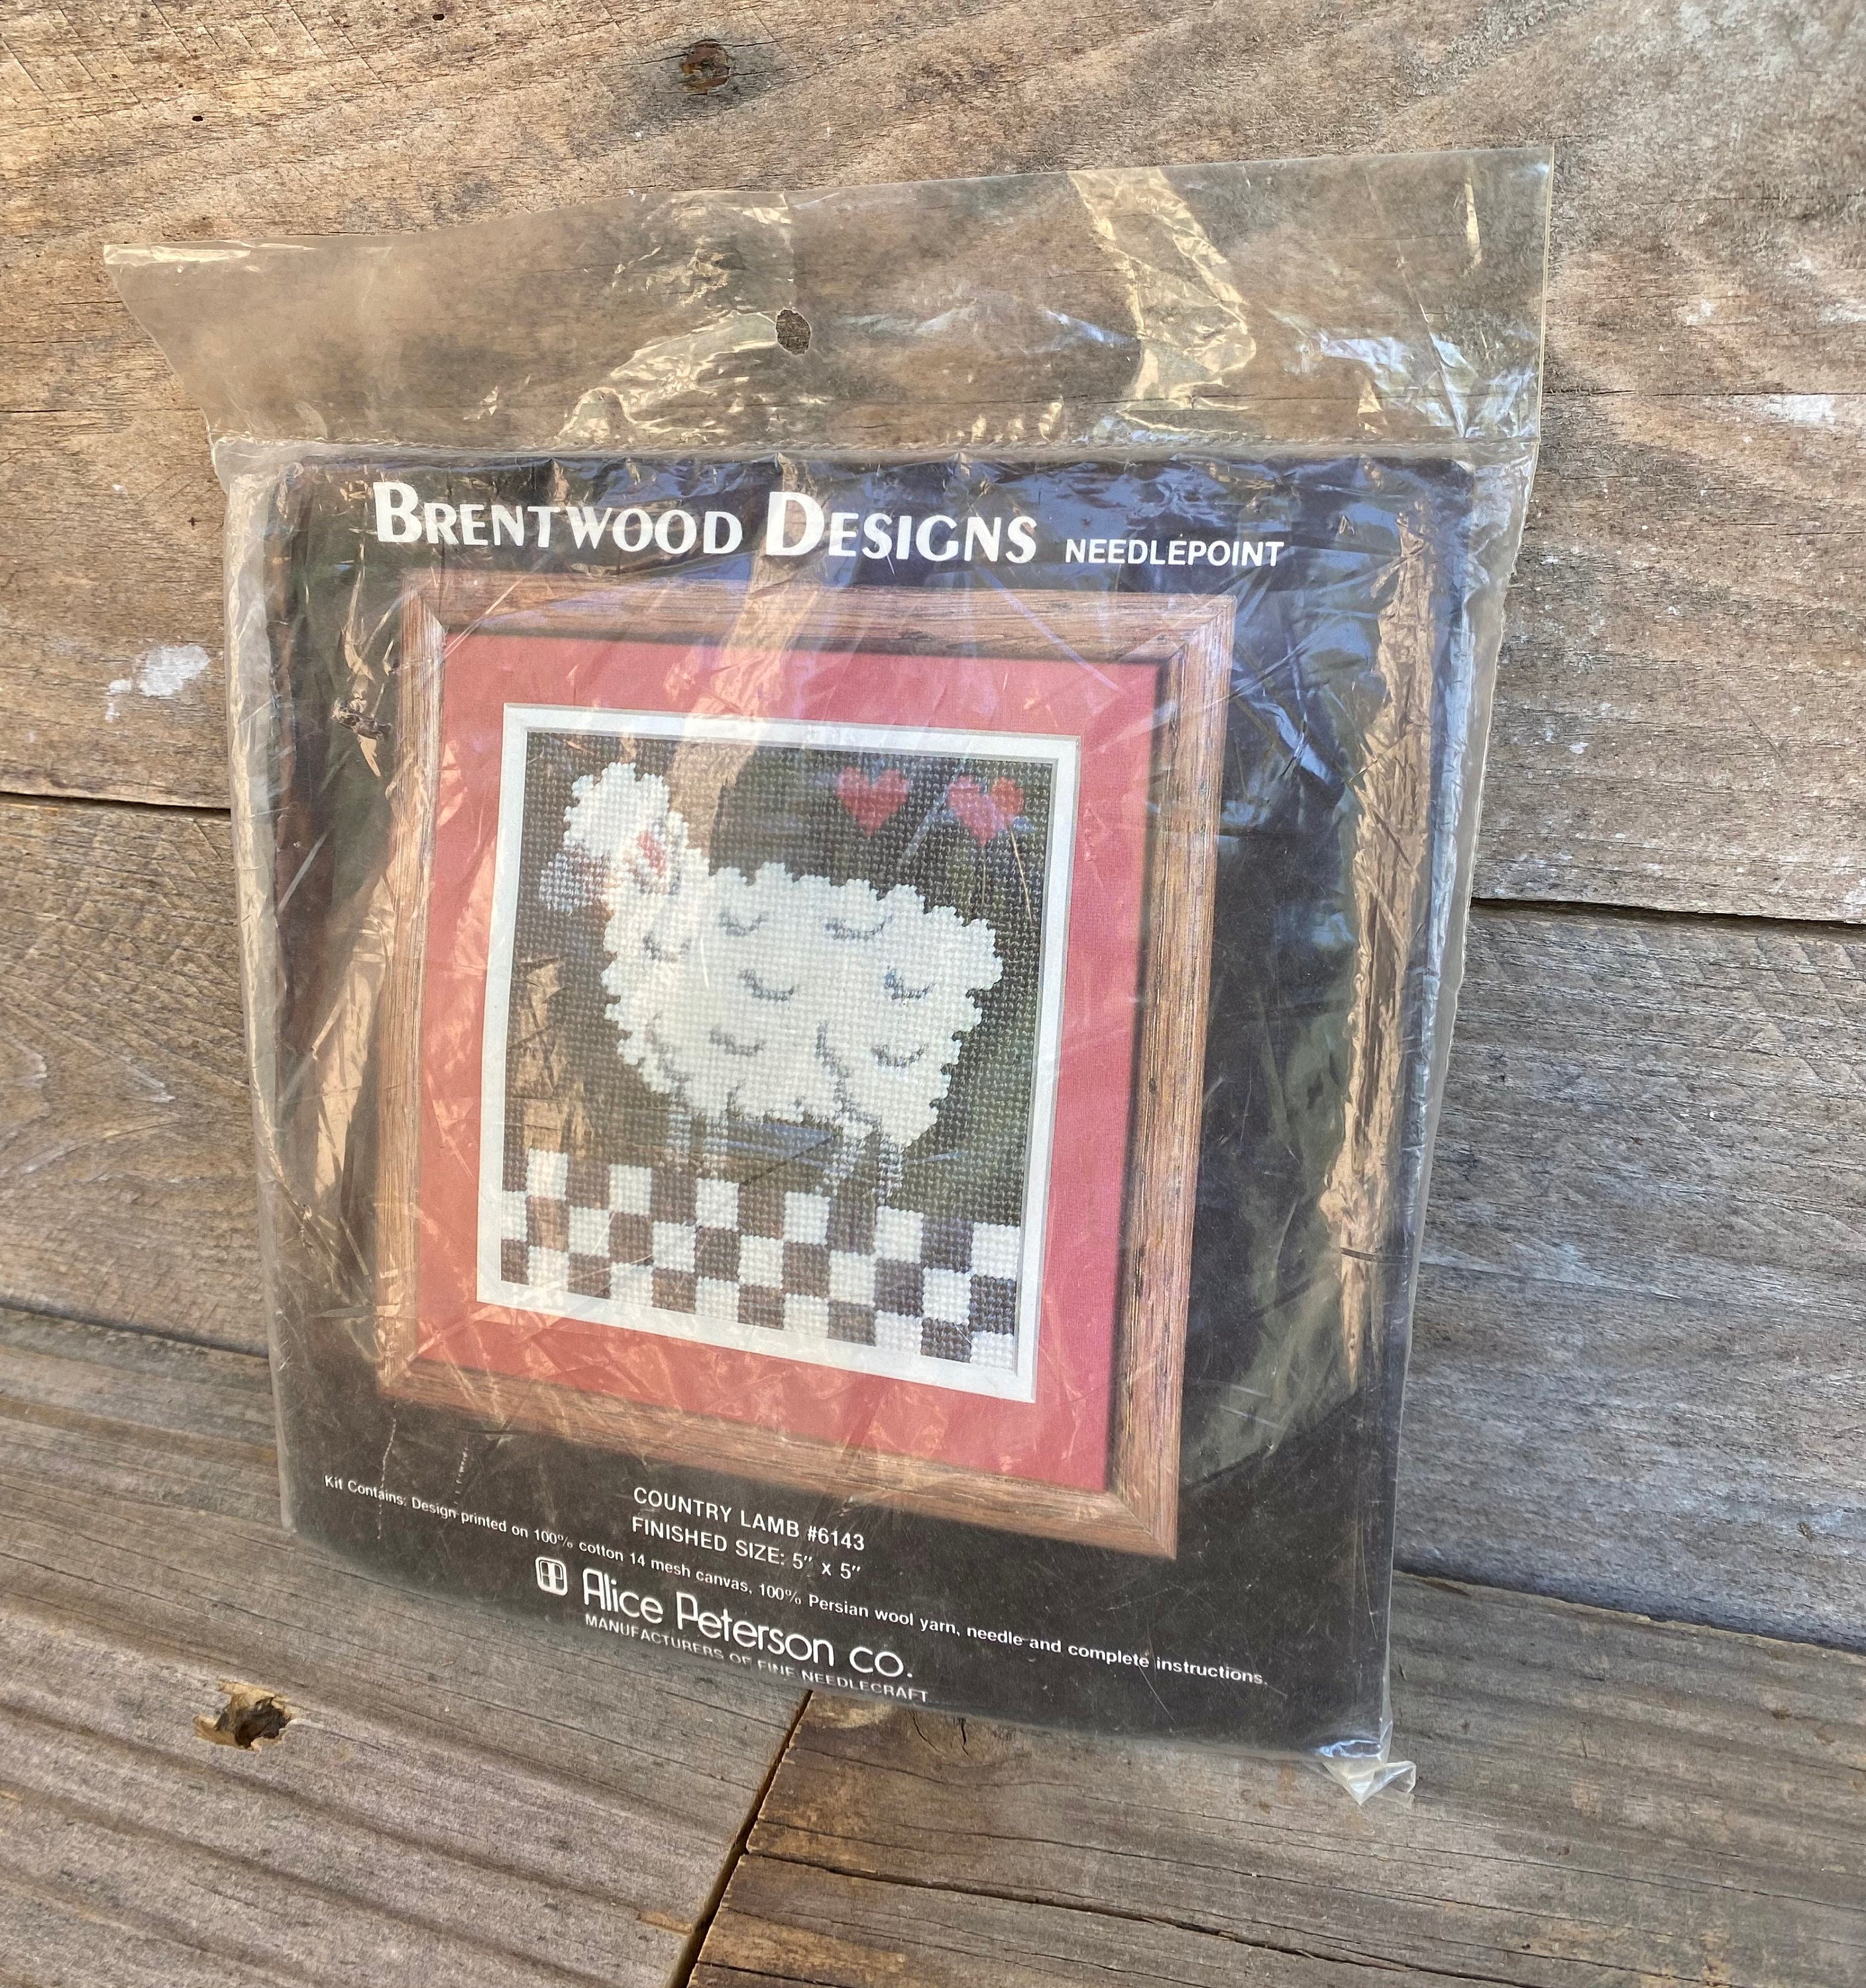 BRENTWOOD DESIGNS NEEDLEPOINT
COUNTRY LAMB #6143
FINISHED SIZE: 5" x 5"
Kit Contains: Design printed on 100% cotton 14 mesh canvas, 100% Persian wool yarn, needle and complete instructions.
Alice Peterson co.
MANUFACTURERS OF FINE NEEDLECRAFT